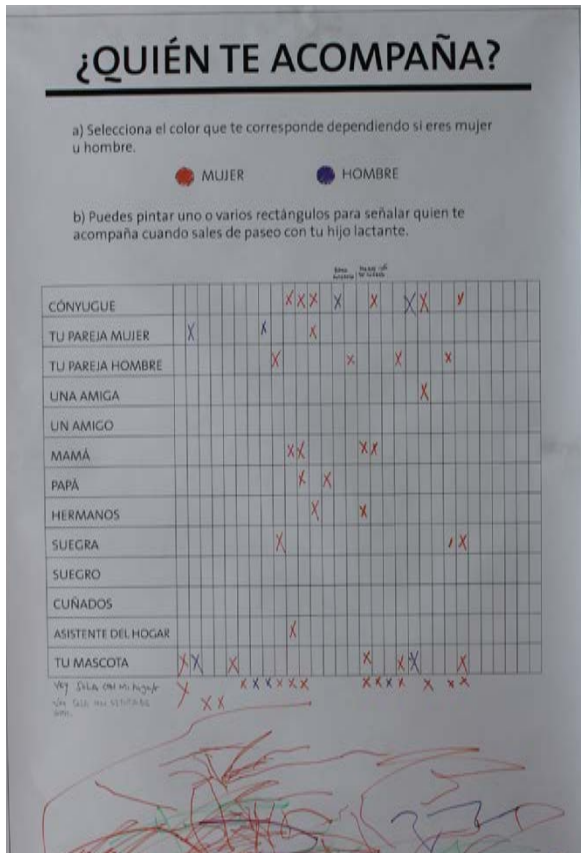 ¿QUIÉN TE ACOMPAÑA?
a) Selecciona el color que te corresponde dependiendo si eres mujer
u hombre.
MUJER HOMBRE
b) Puedes pintar uno o varios rectángulos para señalar quien te
acompaña cuando sales de paseo con tu hijo lactante.
CÓNYUGUE
TU PAREJA MUJER
TU PAREJA HOMBRE
UNA AMIGA
UN AMIGO
MAMÁ
PAPÁ
HERMANOS
SUEGRA
SUEGRO
CUÑADOS
ASISTENTE DEL HOGAR
TU MASCOTA
Voy SOLA CON MI